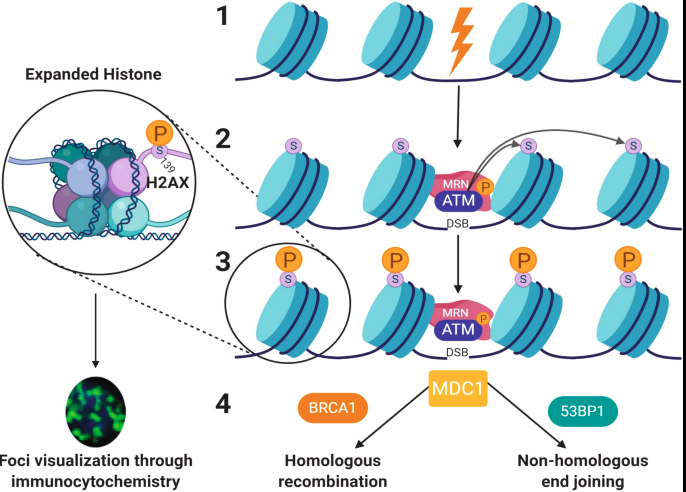 1
Expanded Histone
P
S
139
H2AX
2
S
S
S
S
MRN
P
ATM
DSB
3
P
P
P
P
S
S
S
S
MRN
P
ATM
DSB
4
BRCA1
MDC1
53BP1
Foci visualization through
immunocytochemistry
Homologous
recombination
Non-homologous
end joining